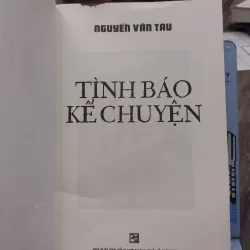 NGUYỄN VĂN TÀU
TÌNH BÁO
KỂ CHUYỆN